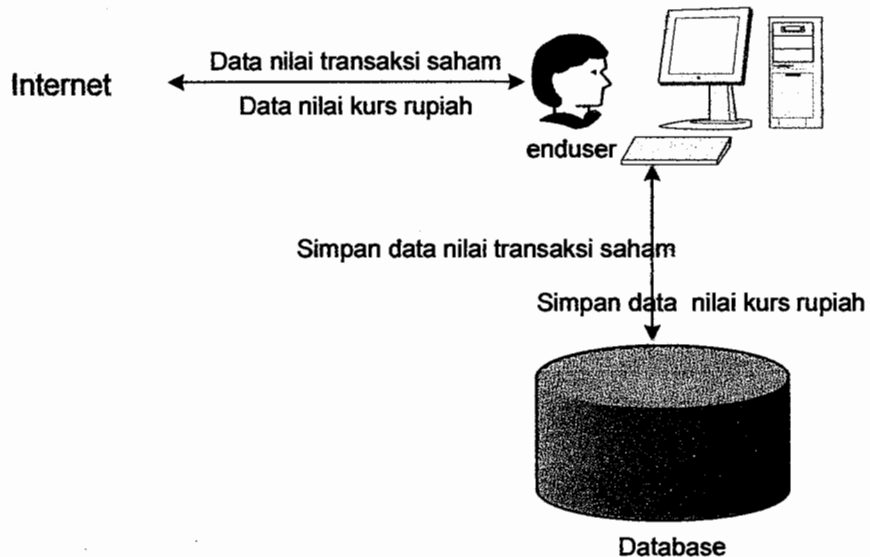 Data nilai transaksi saham
Internet
Data nilai kurs rupiah
enduser
Simpan data nilai transaksi saham
Simpan data nilai kurs rupiah
Database